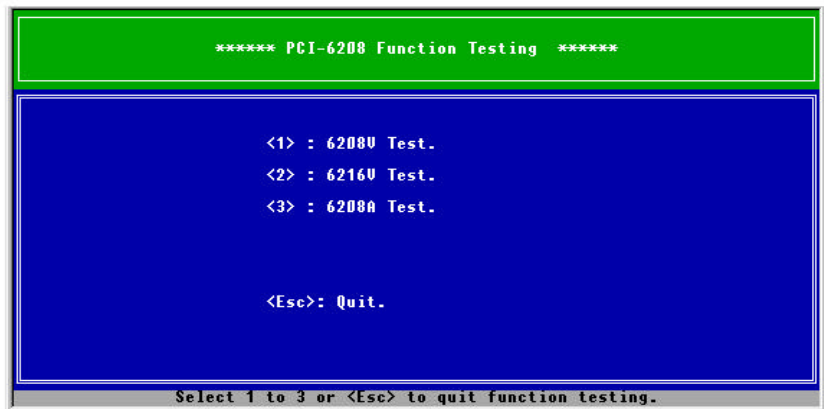 ****** PCI-6208 Function Testing ******
<1> : 6208V Test.
<2> : 6216V Test.
<3> : 6208A Test.
<Esc>: Quit.
Select 1 to 3 or <Esc> to quit function testing.